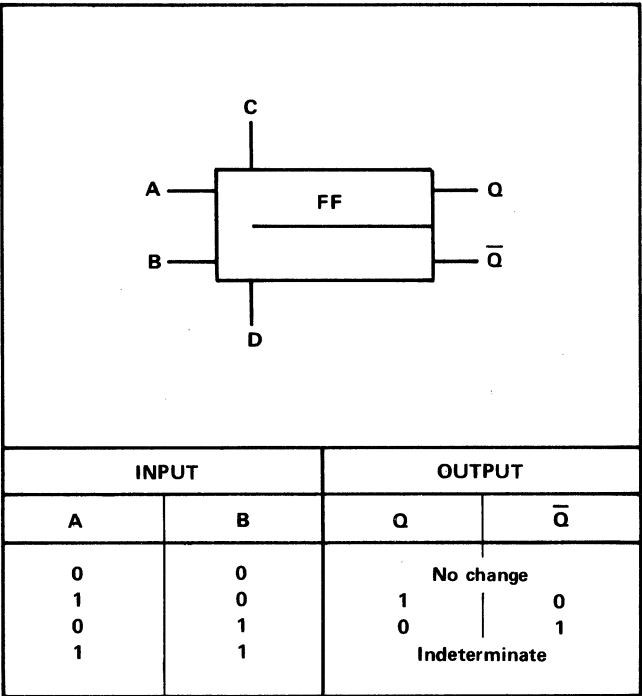 C
A FF Q
B Q̅
D
INPUT OUTPUT
A B Q Q̅
0 0 No change
1 0 1 0
0 1 0 1
1 1 Indeterminate